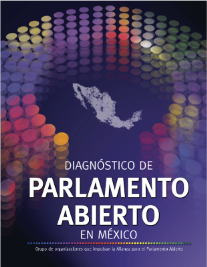 DIAGNÓSTICO DE
PARLAMENTO
ABIERTO
EN MÉXICO
Grupo de organizaciones que impulsan la Alianza para el Parlamento Abierto